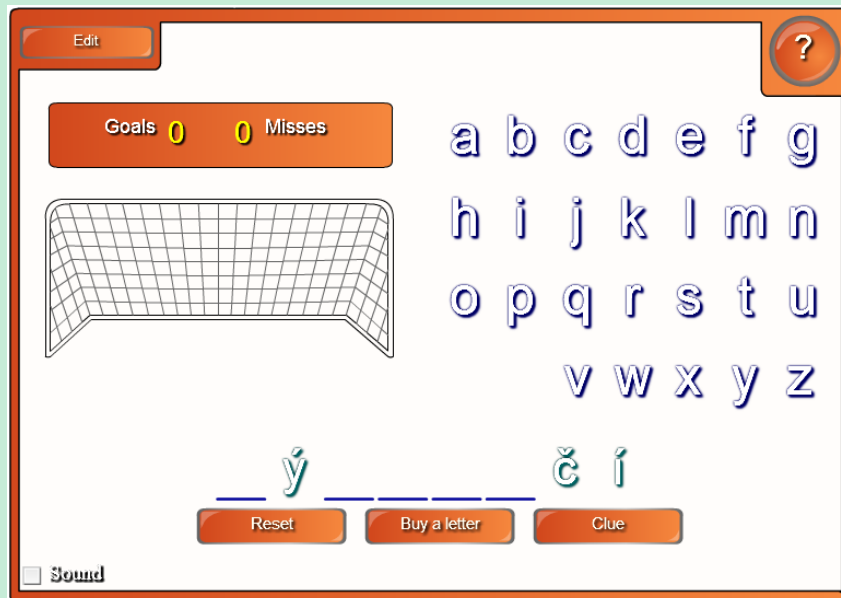 Edit
?
Goals 0 0 Misses
a b c d e f g
h i j k l m n
o p q r s t u
v w x y z
_ ý _ _ _ _ č í
Reset Buy a letter Clue
Sound